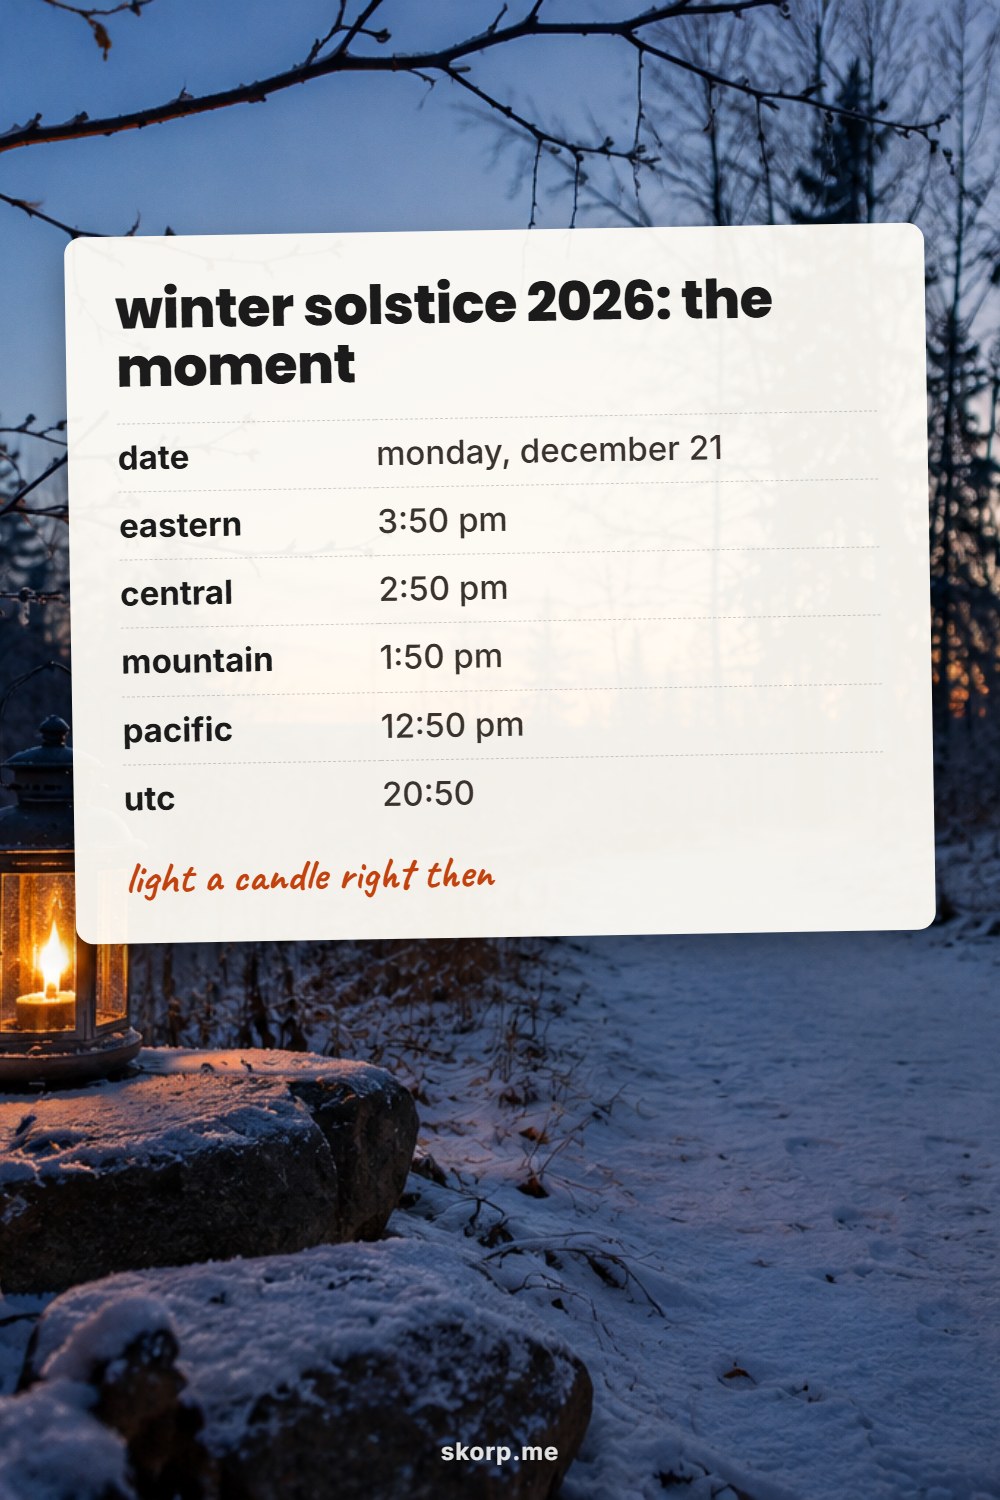 winter solstice 2026: the
moment
date monday, december 21
eastern 3:50 pm
central 2:50 pm
mountain 1:50 pm
pacific 12:50 pm
utc 20:50
light a candle right then
skorp.me